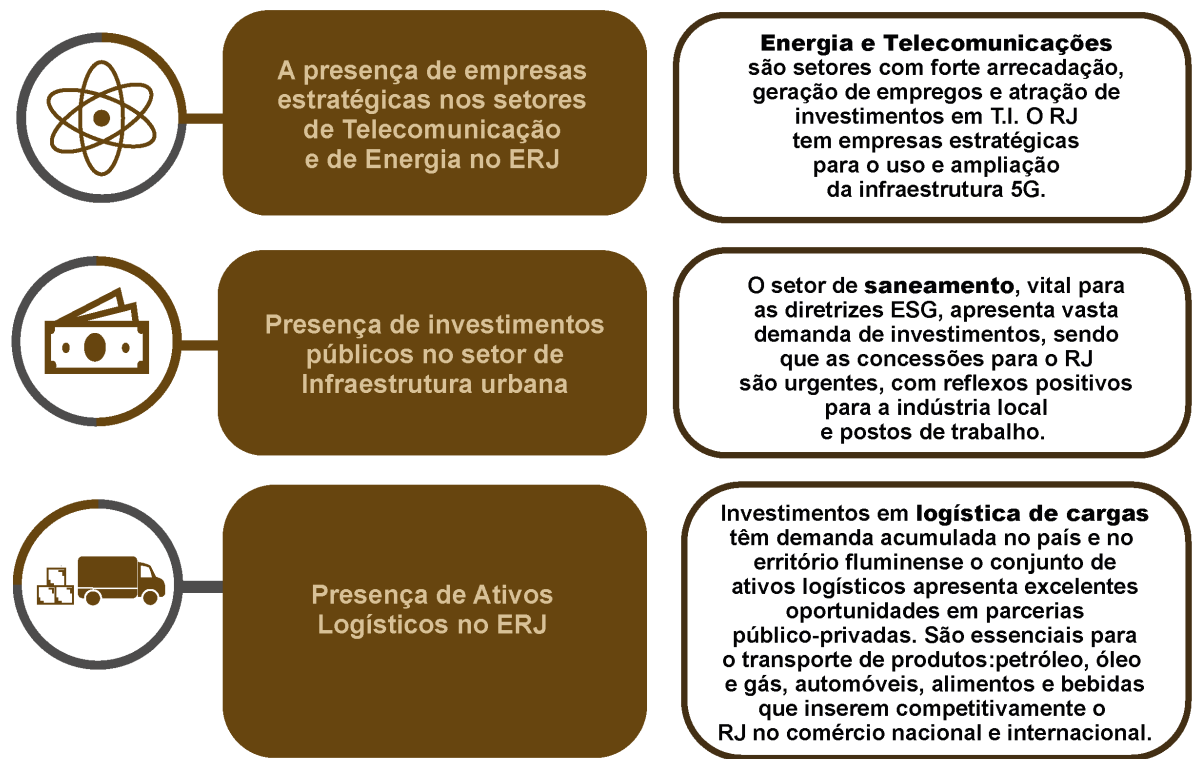 A presença de empresas
estratégicas nos setores
de Telecomunicação
e de Energia no ERJ
Energia e Telecomunicações
são setores com forte arrecadação,
geração de empregos e atração de
investimentos em T.I. O RJ
tem empresas estratégicas
para o uso e ampliação
da infraestrutura 5G.
Presença de investimentos
públicos no setor de
Infraestrutura urbana
O setor de saneamento, vital para
as diretrizes ESG, apresenta vasta
demanda de investimentos, sendo
que as concessões para o RJ
são urgentes, com reflexos positivos
para a indústria local
e postos de trabalho.
Presença de Ativos
Logísticos no ERJ
Investimentos em logística de cargas
têm demanda acumulada no país e no
erritório fluminense o conjunto de
ativos logísticos apresenta excelentes
oportunidades em parcerias
público-privadas. São essenciais para
o transporte de produtos:petróleo, óleo
e gás, automóveis, alimentos e bebidas
que inserem competitivamente o
RJ no comércio nacional e internacional.